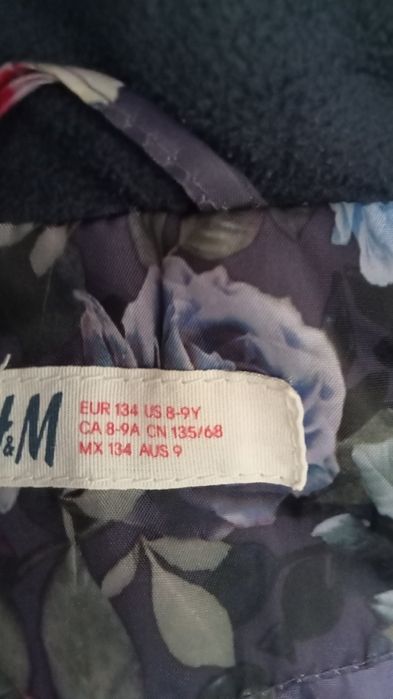 H&M
EUR 134 US 8-9Y
CA 8-9A CN 135/68
MX 134 AUS 9